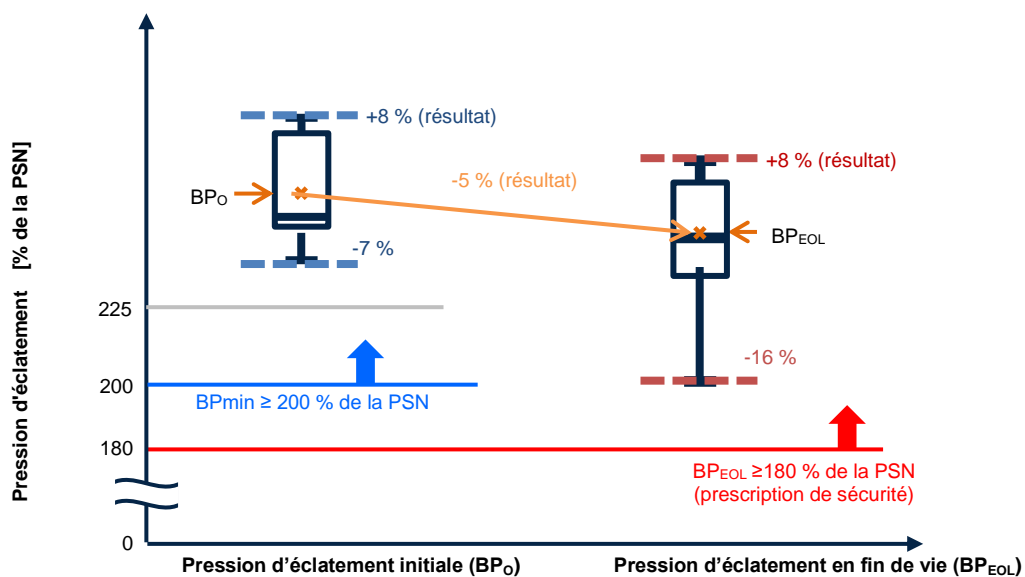 Pression d'éclatement [% de la PSN]
+8 % (résultat)
+8 % (résultat)
-5 % (résultat)
BPO
BPEOL
-7 %
225
-16 %
200
BPmin ≥ 200 % de la PSN
180
BPEOL ≥180 % de la PSN
(prescription de sécurité)
0
Pression d’éclatement initiale (BPO)
Pression d’éclatement en fin de vie (BPEOL)